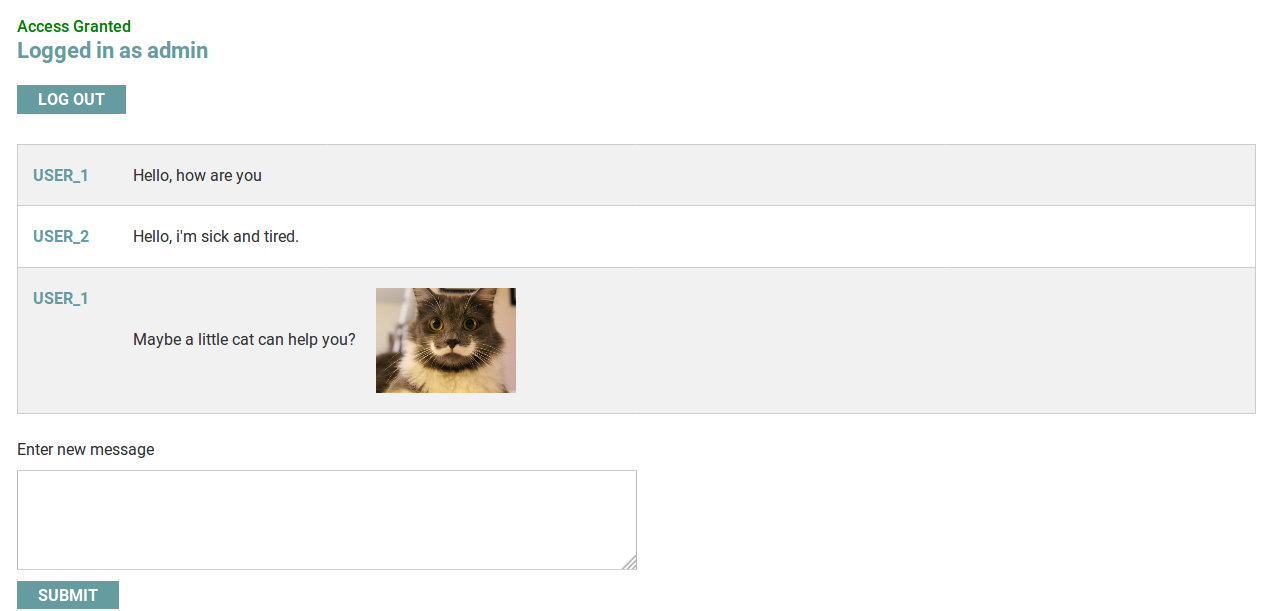 Access Granted
Logged in as admin
LOG OUT
USER_1 Hello, how are you
USER_2 Hello, i'm sick and tired.
USER_1
Maybe a little cat can help you?
Enter new message
SUBMIT